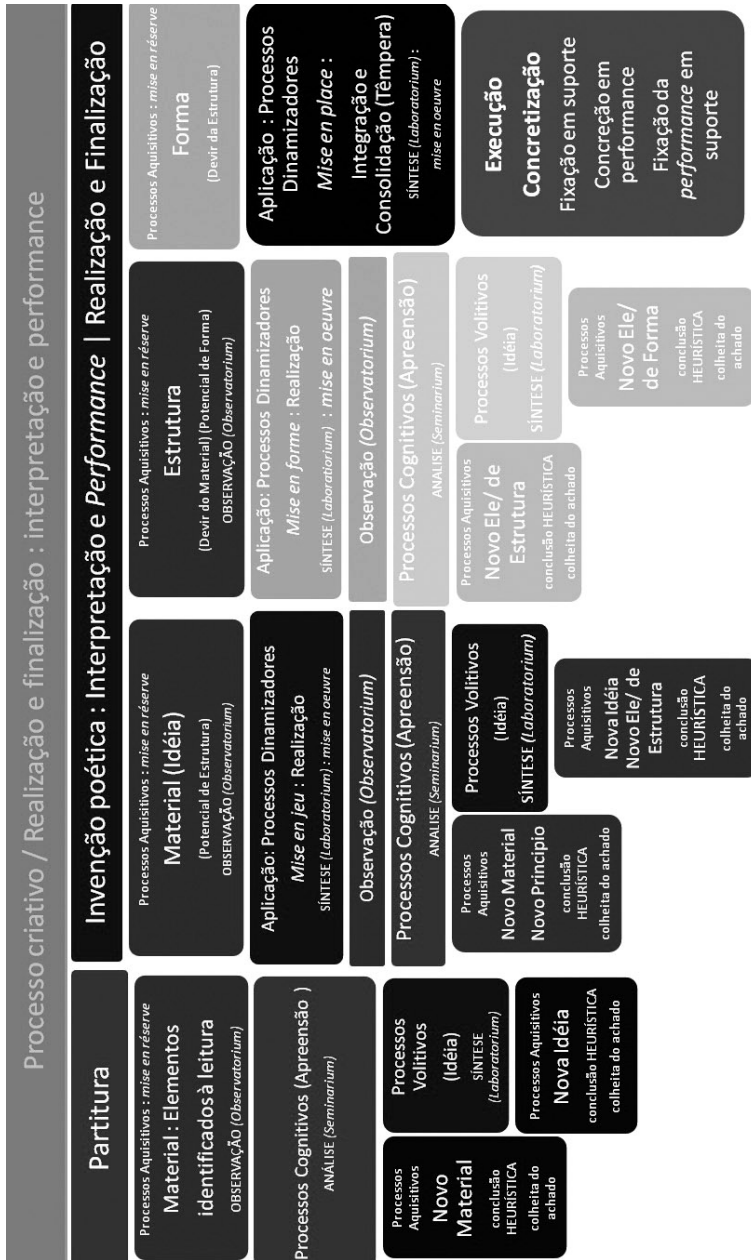 Processo criativo / Realização e finalização : interpretação e performance
Partitura
Invenção poética : Interpretação e Performance | Realização e Finalização
Processos Aquisitivos : mise en réserve
Material : Elementos
identificados à leitura
OBSERVAÇÃO (Observatorium)
Processos Cognitivos (Apreensão )
ANÁLISE (Seminarium)
Processos
Aquisitivos
Novo
Material
conclusão
HEURÍSTICA
colheita do
achado
Processos
Volitivos
(Idéia)
SÍNTESE
(Laboratorium)
Processos Aquisitivos
Nova Idéia
conclusão HEURÍSTICA
colheita do achado
Processos Aquisitivos : mise en réserve
Material (Idéia)
(Potencial de Estrutura)
OBSERVAÇÃO (Observatorium)
Aplicação: Processos Dinamizadores
Mise en jeu : Realização
SÍNTESE (Laboratorium) : mise en oeuvre
Observação (Observatorium)
Processos Cognitivos (Apreensão)
ANALISE (Seminarium)
Processos
Aquisitivos
Novo Material
Novo Principio
conclusão
HEURÍSTICA
colheita do achado
Processos Volitivos
(Idéia)
SÍNTESE (Laboratorium)
Processos
Aquisitivos
Nova Idéia
Novo Ele/ de
Estrutura
conclusão
HEURÍSTICA
colheita do
achado
Processos Aquisitivos : mise en réserve
Estrutura
(Devir do Material) (Potencial de Forma)
OBSERVAÇÃO (Observatorium)
Aplicação: Processos Dinamizadores
Mise en forme : Realização
SÍNTESE (Laboratiorium) : mise en oeuvre
Observação (Observatorium)
Processos Cognitivos (Apreensão)
ANALISE (Seminarium)
Processos Aquisitivos
Novo Ele/ de
Estrutura
conclusão HEURÍSTICA
colheita do achado
Processos Volitivos
(Idéia)
SÍNTESE (Laboratorium)
Processos
Aquisitivos
Novo Ele/
de Forma
conclusão
HEURÍSTICA
colheita do
achado
Processos Aquisitivos : mise en réserve
Forma
(Devir da Estrutura)
Aplicação : Processos
Dinamizadores
Mise en place :
Integração e
Consolidação (Têmpera)
SÍNTESE (Laboratorium) :
mise en oeuvre
Execução
Concretização
Fixação em suporte
Concreção em
performance
Fixação da
performance em
suporte